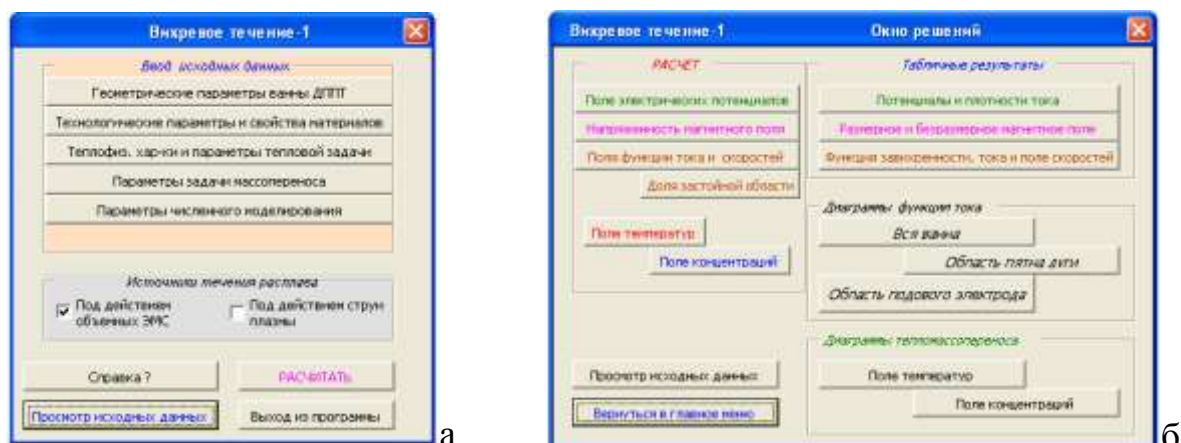 Вихревое течение-1
Ввод исходных данных
Геометрические параметры ванны ДППТ
Технологические параметры и свойства материалов
Теплофиз. хар-ки и параметры тепловой задачи
Параметры задачи массопереноса
Параметры численного моделирования
Источники течения расплава
Под действием объемных ЭМС
Под действием струи плазмы
Справка ?
РАСЧИТАТЬ
Просмотр исходных данных
Выход из программы
а
Вихревое течение-1
Окно решений
РАСЧЕТ
Поле электрических потенциалов
Напряженность магнитного поля
Поля функции тока и скоростей
Доля застойной области
Поле температур
Поле концентраций
Просмотр исходных данных
Вернуться в главное меню
Табличные результаты
Потенциалы и плотности тока
Размерное и безразмерное магнитное поле
Функция завихренности, тока и поле скоростей
Диаграммы функции тока
Вся ванна
Область пятна дуги
Область подового электрода
Диаграммы тепломассопереноса
Поле температур
Поле концентраций
б